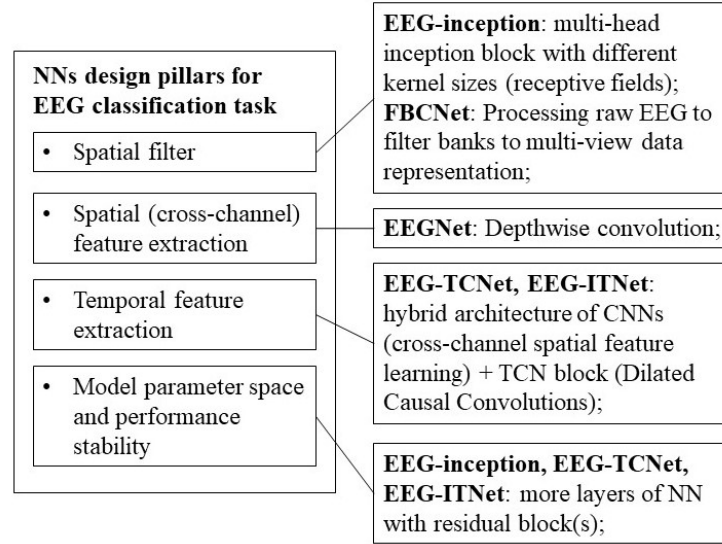 NNs design pillars for
EEG classification task
• Spatial filter
• Spatial (cross-channel)
feature extraction
• Temporal feature
extraction
• Model parameter space
and performance
stability
EEG-inception: multi-head
inception block with different
kernel sizes (receptive fields);
FBCNet: Processing raw EEG to
filter banks to multi-view data
representation;
EEGNet: Depthwise convolution;
EEG-TCNet, EEG-ITNet:
hybrid architecture of CNNs
(cross-channel spatial feature
learning) + TCN block (Dilated
Causal Convolutions);
EEG-inception, EEG-TCNet,
EEG-ITNet: more layers of NN
with residual block(s);